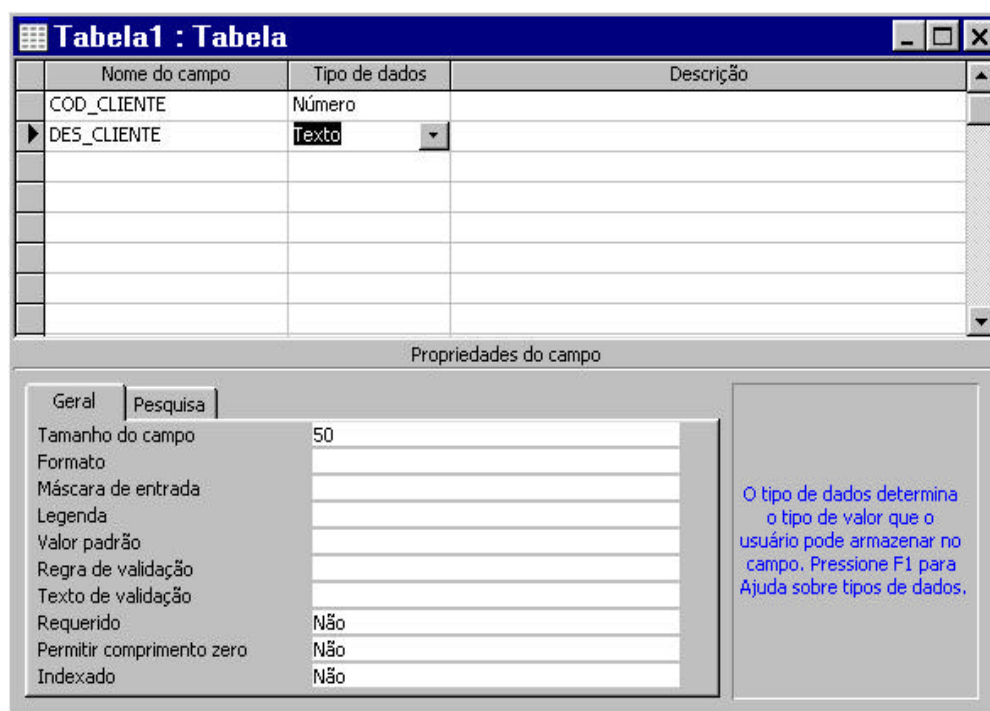 Tabela1 : Tabela
Nome do campo Tipo de dados Descrição
COD_CLIENTE Número
DES_CLIENTE Texto
Propriedades do campo
Geral Pesquisa
Tamanho do campo 50
Formato
Máscara de entrada
Legenda
Valor padrão
Regra de validação
Texto de validação
Requerido Não
Permitir comprimento zero Não
Indexado Não
O tipo de dados determina
o tipo de valor que o
usuário pode armazenar no
campo. Pressione F1 para
Ajuda sobre tipos de dados.